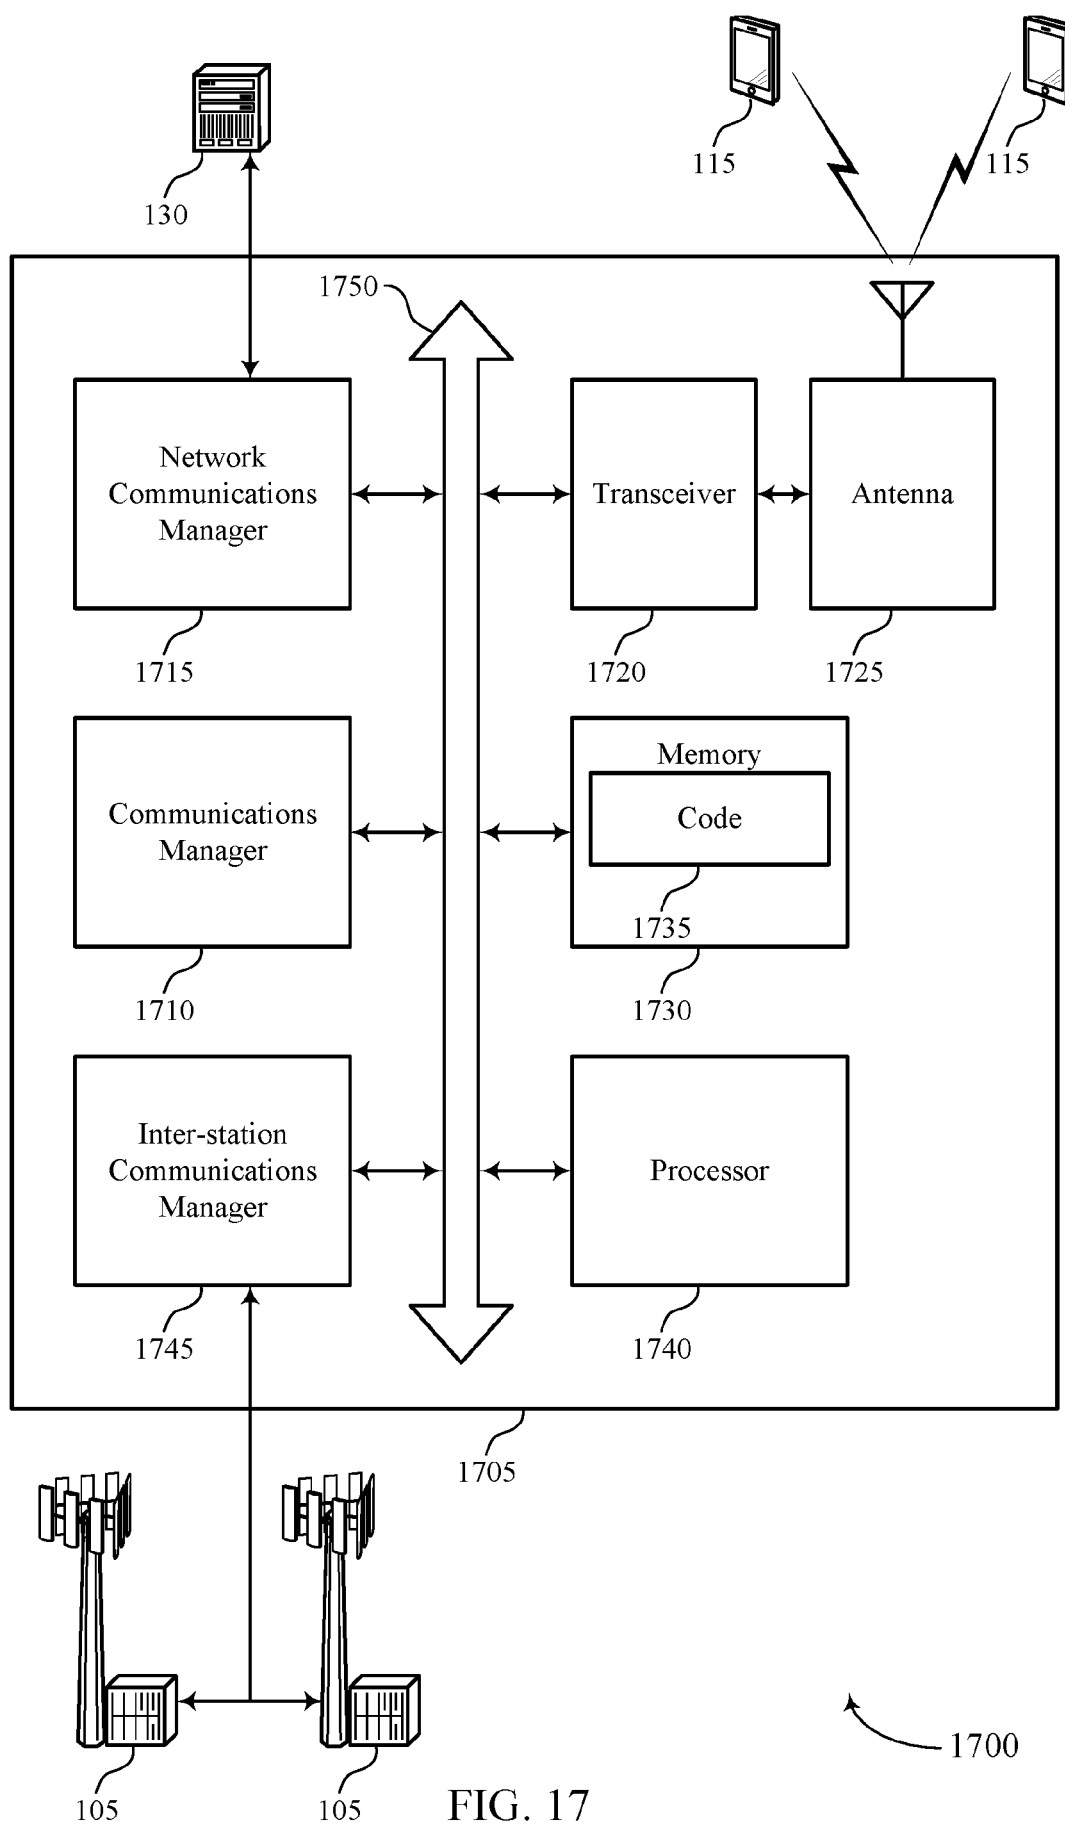 115
115
130
1750
Network
Communications
Manager
Transceiver
Antenna
1715
1720
1725
Communications
Manager
Memory
Code
1735
1710
1730
Inter-station
Communications
Manager
Processor
1745
1740
1705
1700
105
105
FIG. 17